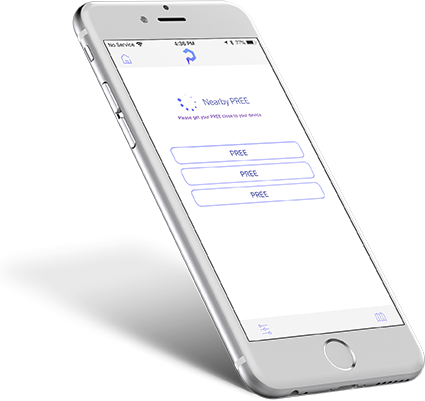 No Service 4:36 PM 77%
Nearby PREE
Please get your PREE close to your device
PREE
PREE
PREE